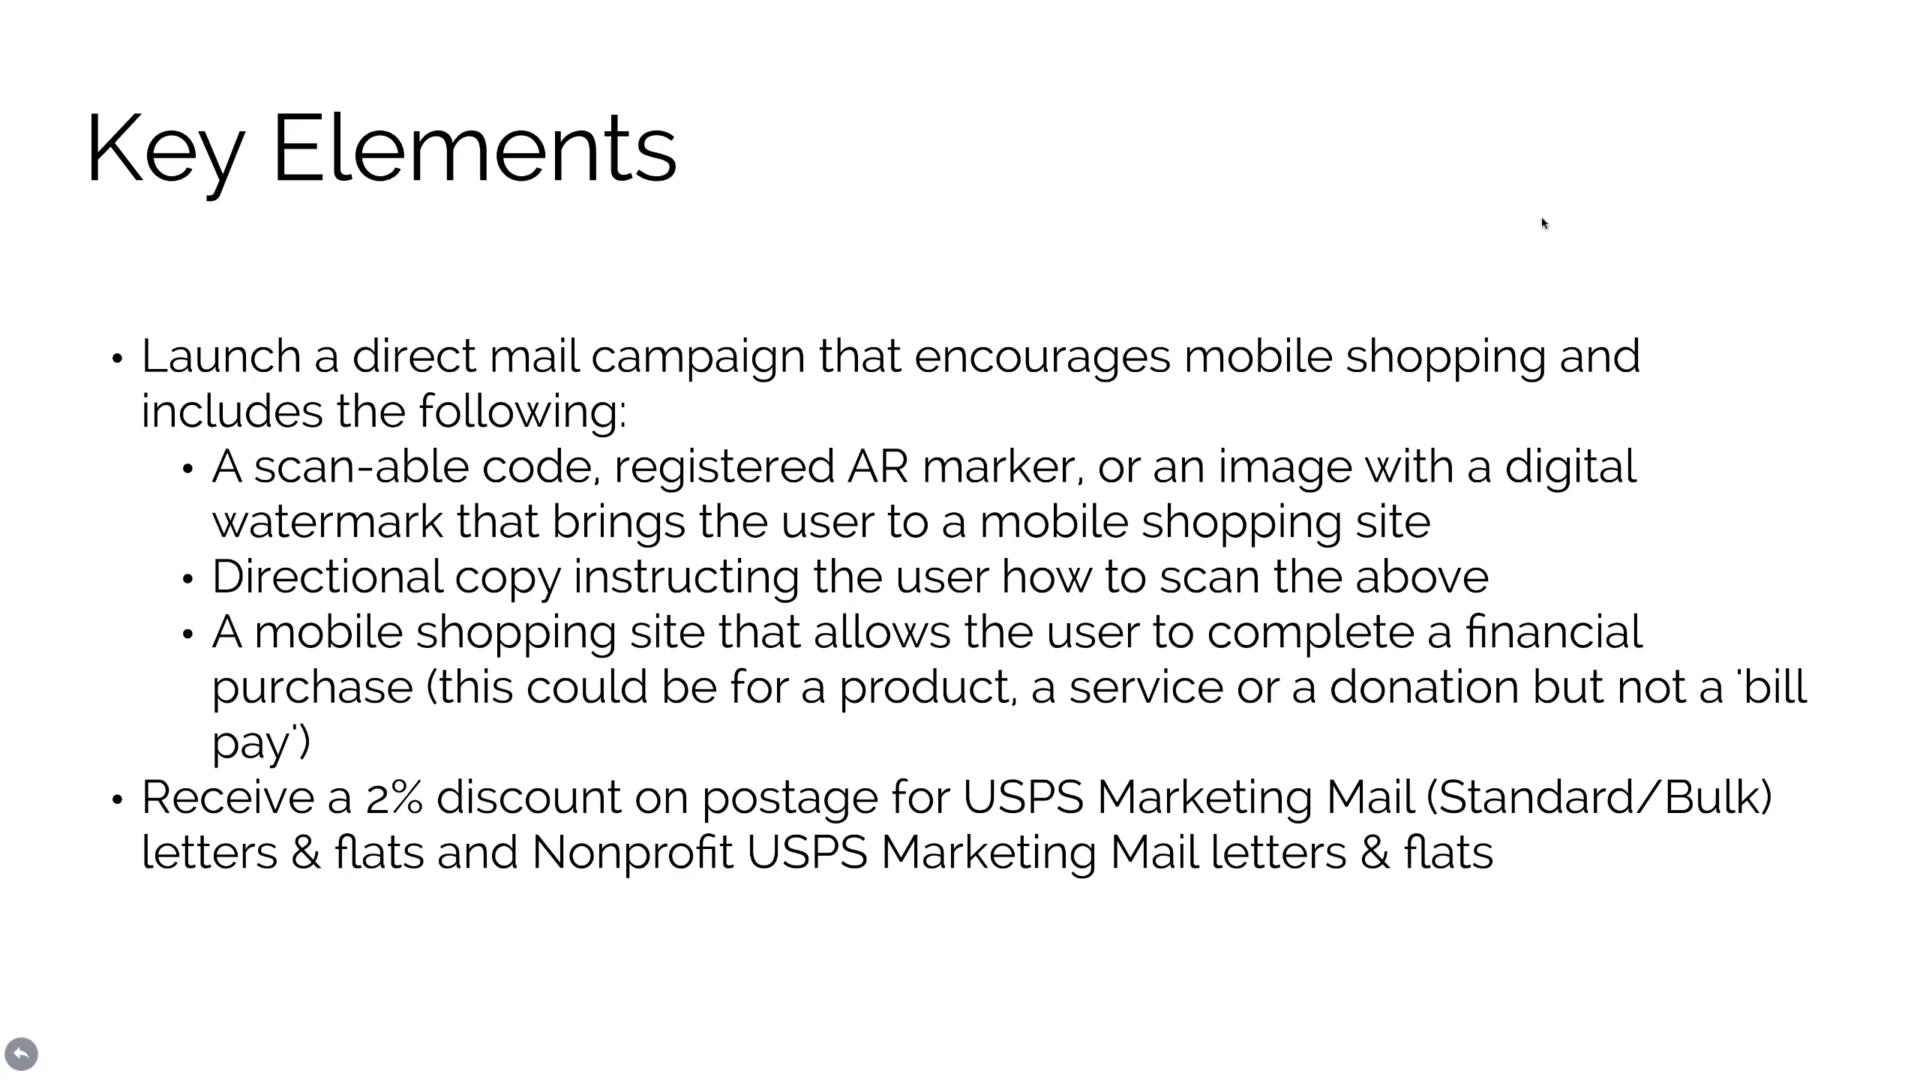 Key Elements
• Launch a direct mail campaign that encourages mobile shopping and
includes the following:
• A scan-able code, registered AR marker, or an image with a digital
watermark that brings the user to a mobile shopping site
• Directional copy instructing the user how to scan the above
• A mobile shopping site that allows the user to complete a financial
purchase (this could be for a product, a service or a donation but not a 'bill
pay')
• Receive a 2% discount on postage for USPS Marketing Mail (Standard/Bulk)
letters & flats and Nonprofit USPS Marketing Mail letters & flats